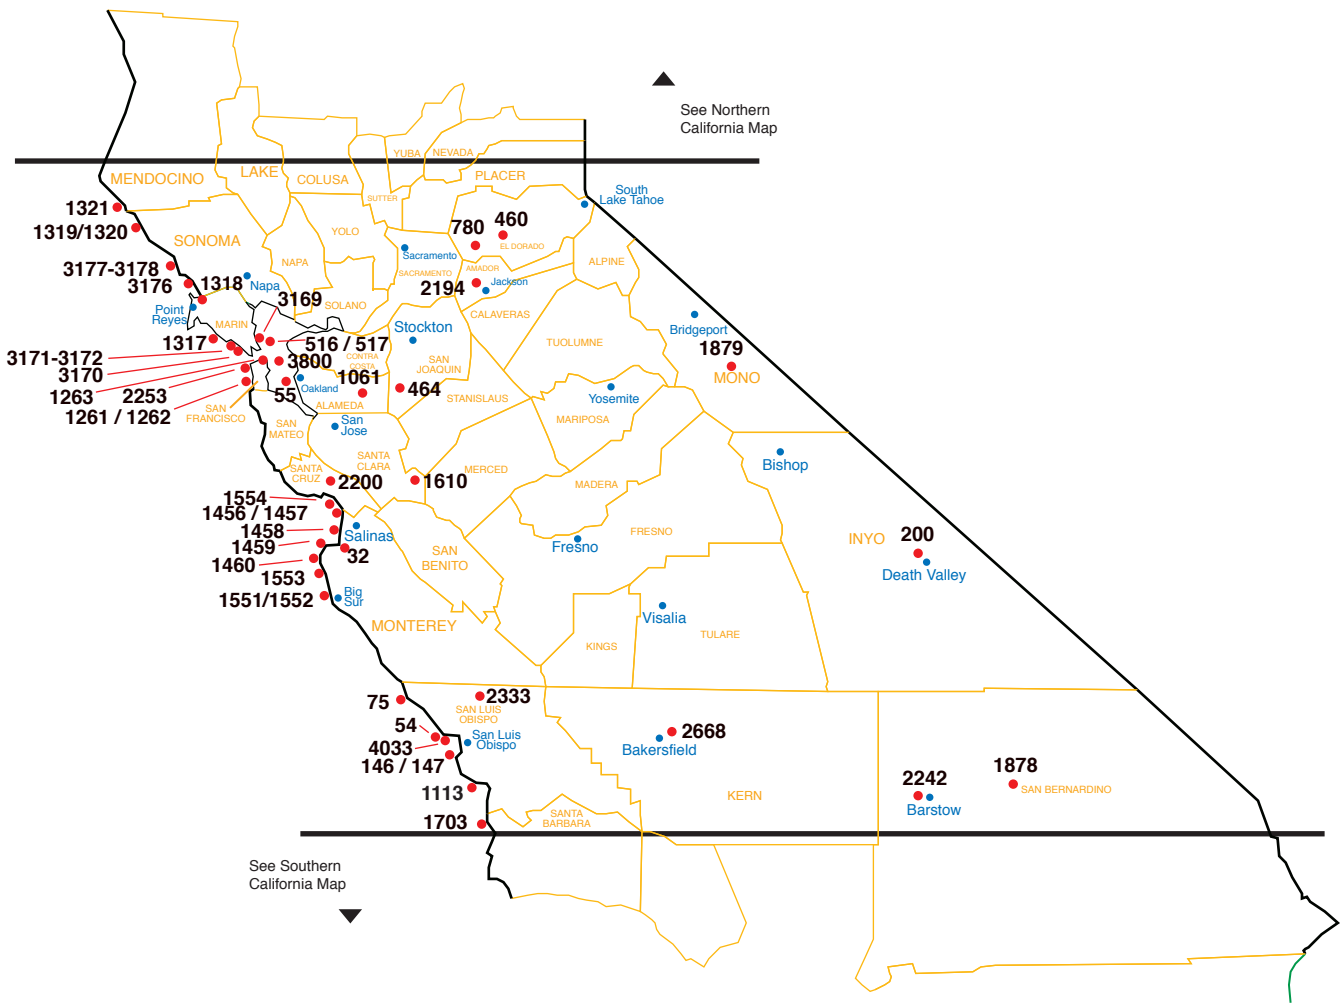 See Northern
California Map
YUBA
NEVADA
MENDOCINO
LAKE
COLUSA
PLACER
SUTTER
South
Lake Tahoe
1321
1319/1320
SONOMA
YOLO
780
460
EL DORADO
Sacramento
3177-3178
3176
1318
Napa
NAPA
SACRAMENTO
AMADOR
2194
Jackson
ALPINE
3169
SOLANO
Point
Reyes
MARIN
CALAVERAS
Stockton
Bridgeport
1317
516 / 517
TUOLUMNE
1879
MONO
3171-3172
3170
3800
CONTRA
COSTA
SAN
JOAQUIN
1263
2253
55
Oakland
1061
464
STANISLAUS
Yosemite
1261 / 1262
SAN
FRANCISCO
ALAMEDA
MARIPOSA
SAN
MATEO
San
Jose
SANTA
CLARA
MERCED
Bishop
SANTA
CRUZ
2200
1610
MADERA
1554
1456 / 1457
1458
Salinas
1459
32
1460
SAN
BENITO
Fresno
FRESNO
INYO
200
Death Valley
1553
1551/1552
Big
Sur
MONTEREY
Visalia
KINGS
TULARE
75
2333
SAN LUIS
OBISPO
54
4033
San Luis
Obispo
146 / 147
2668
Bakersfield
1113
KERN
2242
Barstow
1878
SAN BERNARDINO
1703
SANTA
BARBARA
See Southern
California Map